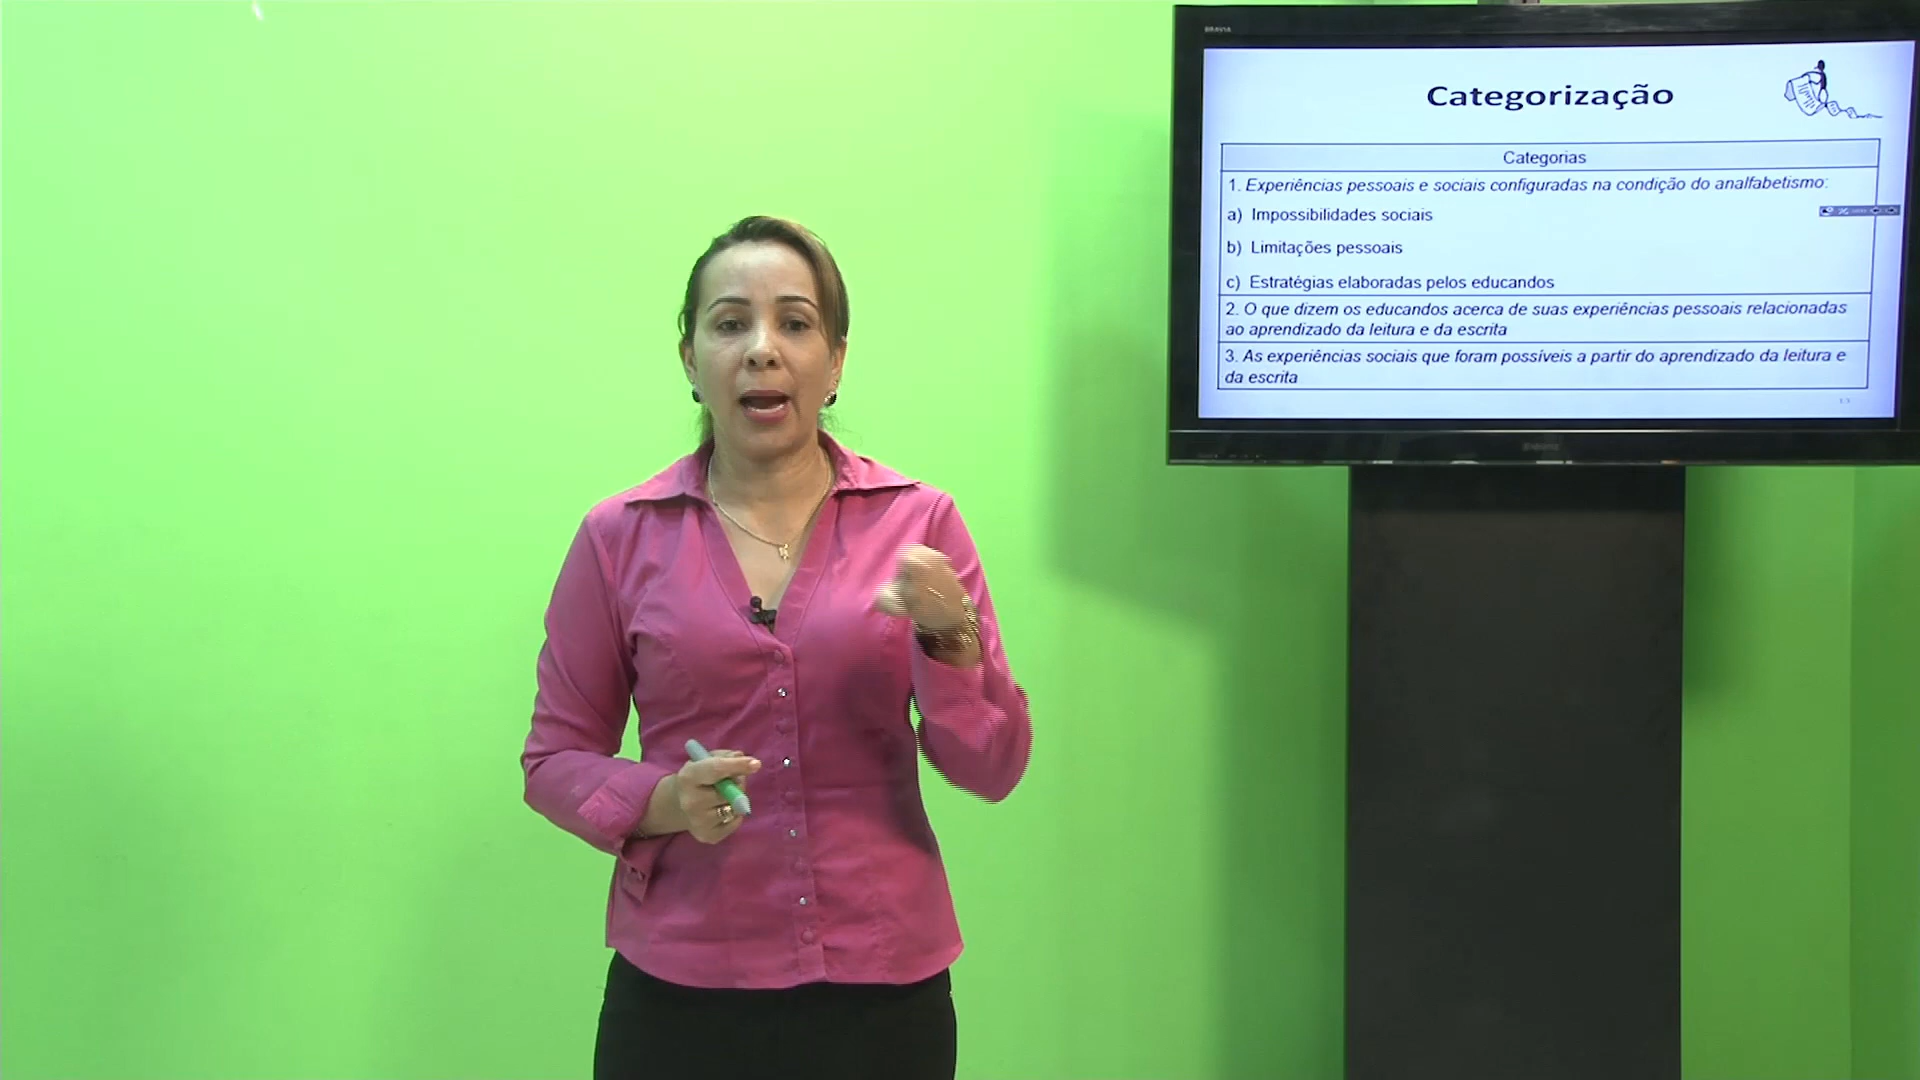 BRAVIA
Categorização
Categorias
1. Experiências pessoais e sociais configuradas na condição do analfabetismo:
a) Impossibilidades sociais
b) Limitações pessoais
c) Estratégias elaboradas pelos educandos
2. O que dizem os educandos acerca de suas experiências pessoais relacionadas
ao aprendizado da leitura e da escrita
3. As experiências sociais que foram possíveis a partir do aprendizado da leitura e
da escrita